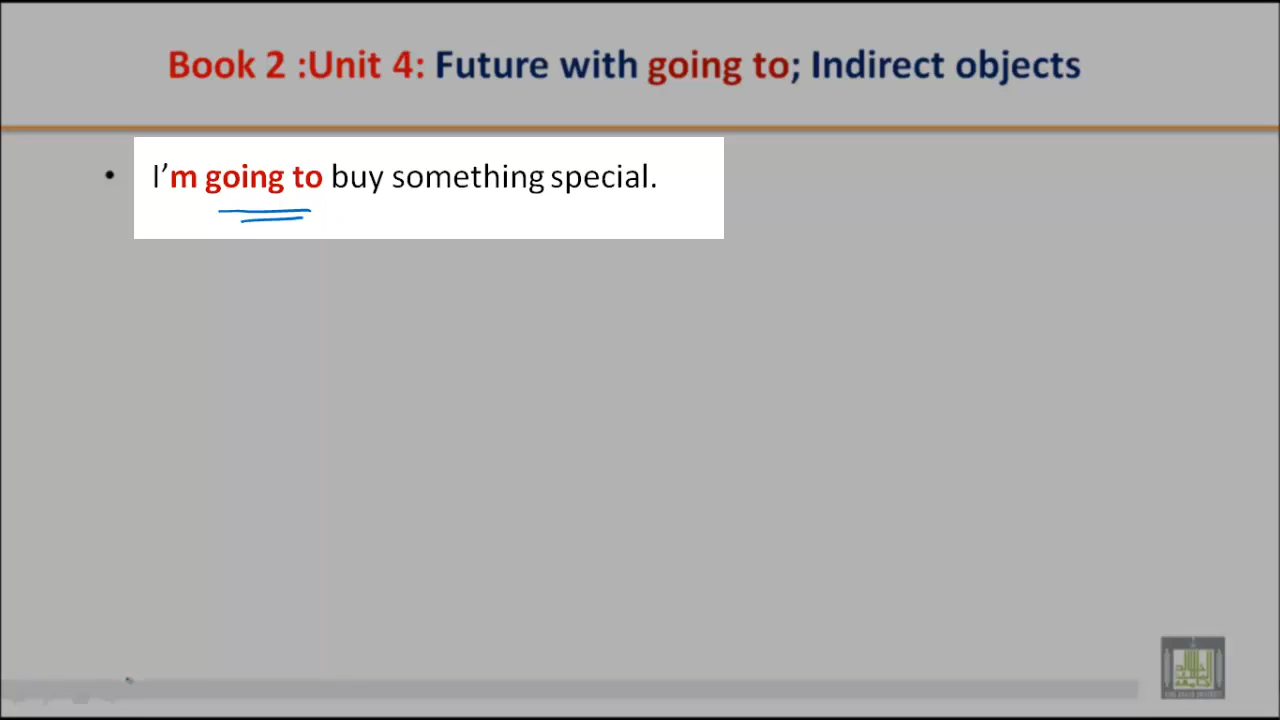 Book 2 :Unit 4: Future with going to; Indirect objects
• I'm going to buy something special.